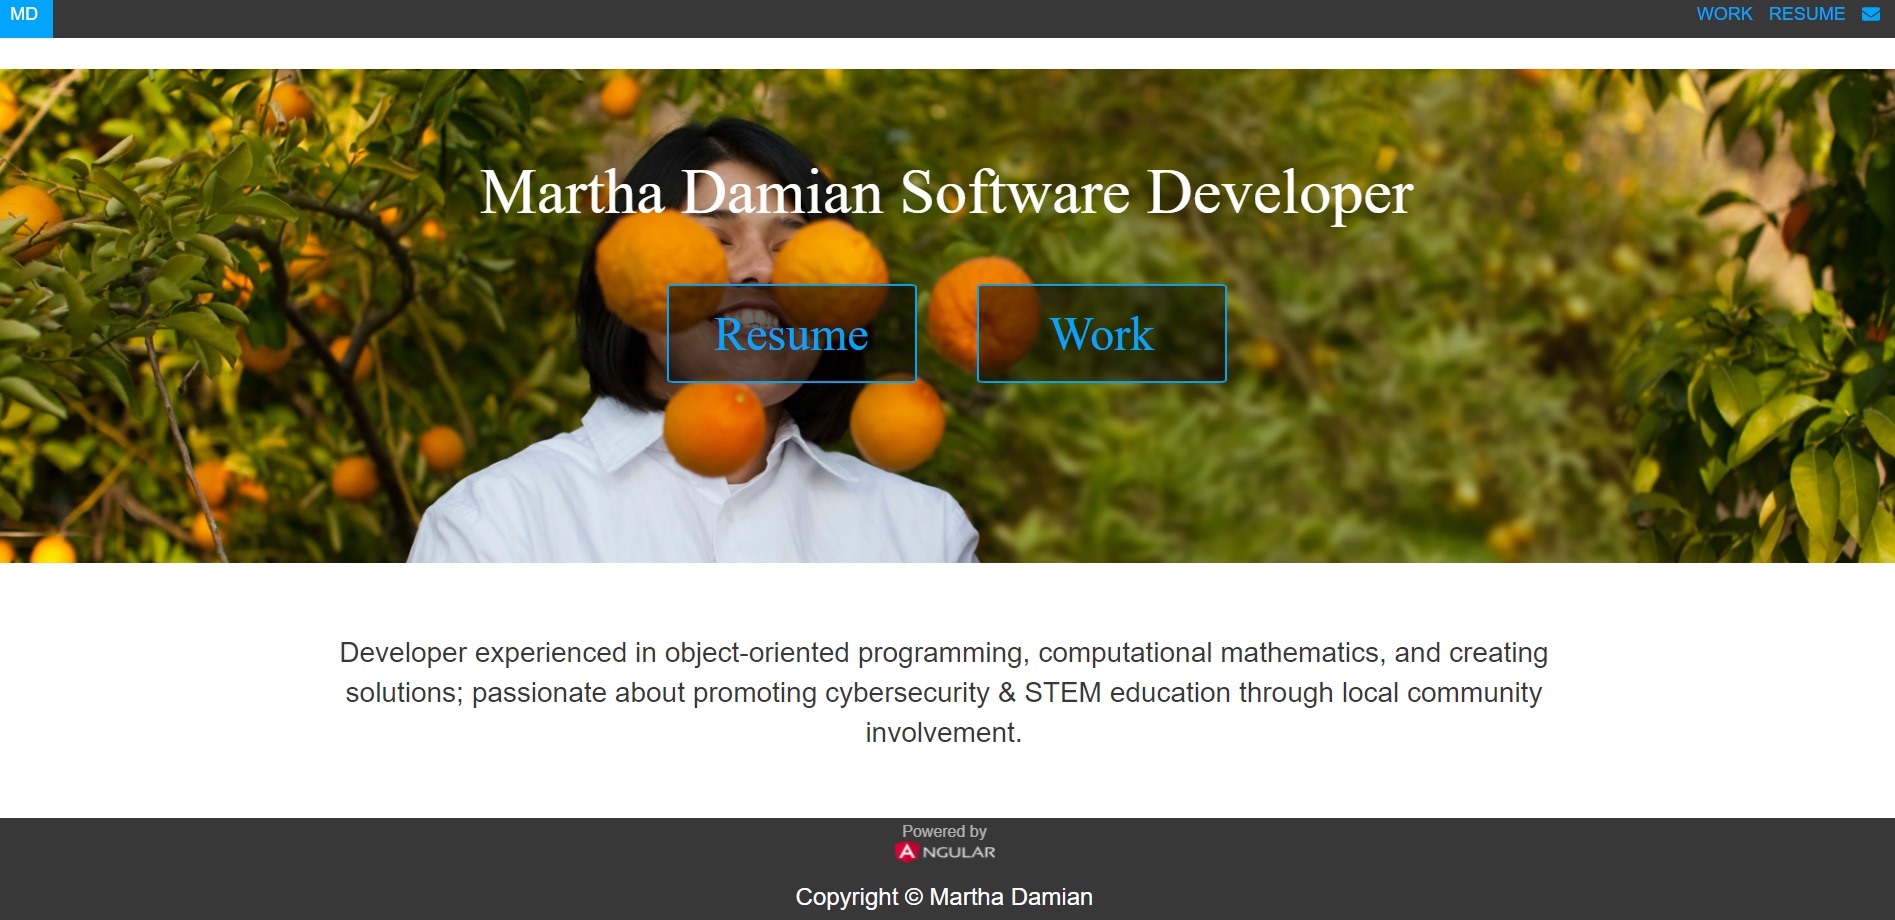 MD
WORK RESUME
Martha Damian Software Developer
Resume
Work
Developer experienced in object-oriented programming, computational mathematics, and creating
solutions; passionate about promoting cybersecurity & STEM education through local community
involvement.
Powered by
ANGULAR
Copyright © Martha Damian